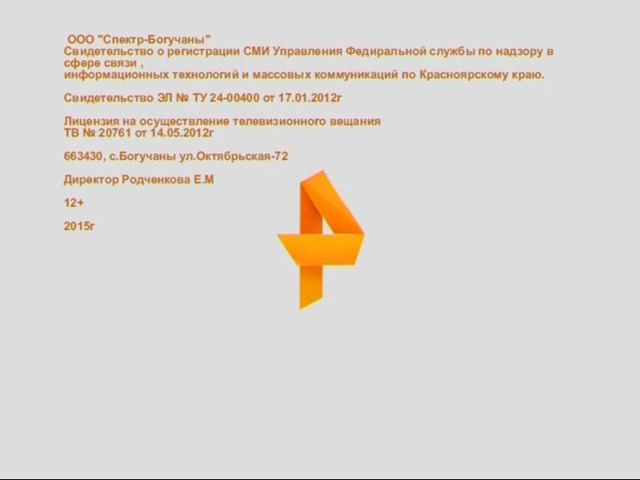 ООО "Спектр-Богучаны"
Свидетельство о регистрации СМИ Управления Федиральной службы по надзору в
сфере связи ,
информационных технологий и массовых коммуникаций по Красноярскому краю.
Свидетельство ЭЛ № ТУ 24-00400 от 17.01.2012г
Лицензия на осуществление телевизионного вещания
ТВ № 20761 от 14.05.2012г
663430, с.Богучаны ул.Октябрьская-72
Директор Родченкова Е.М
12+
2015г